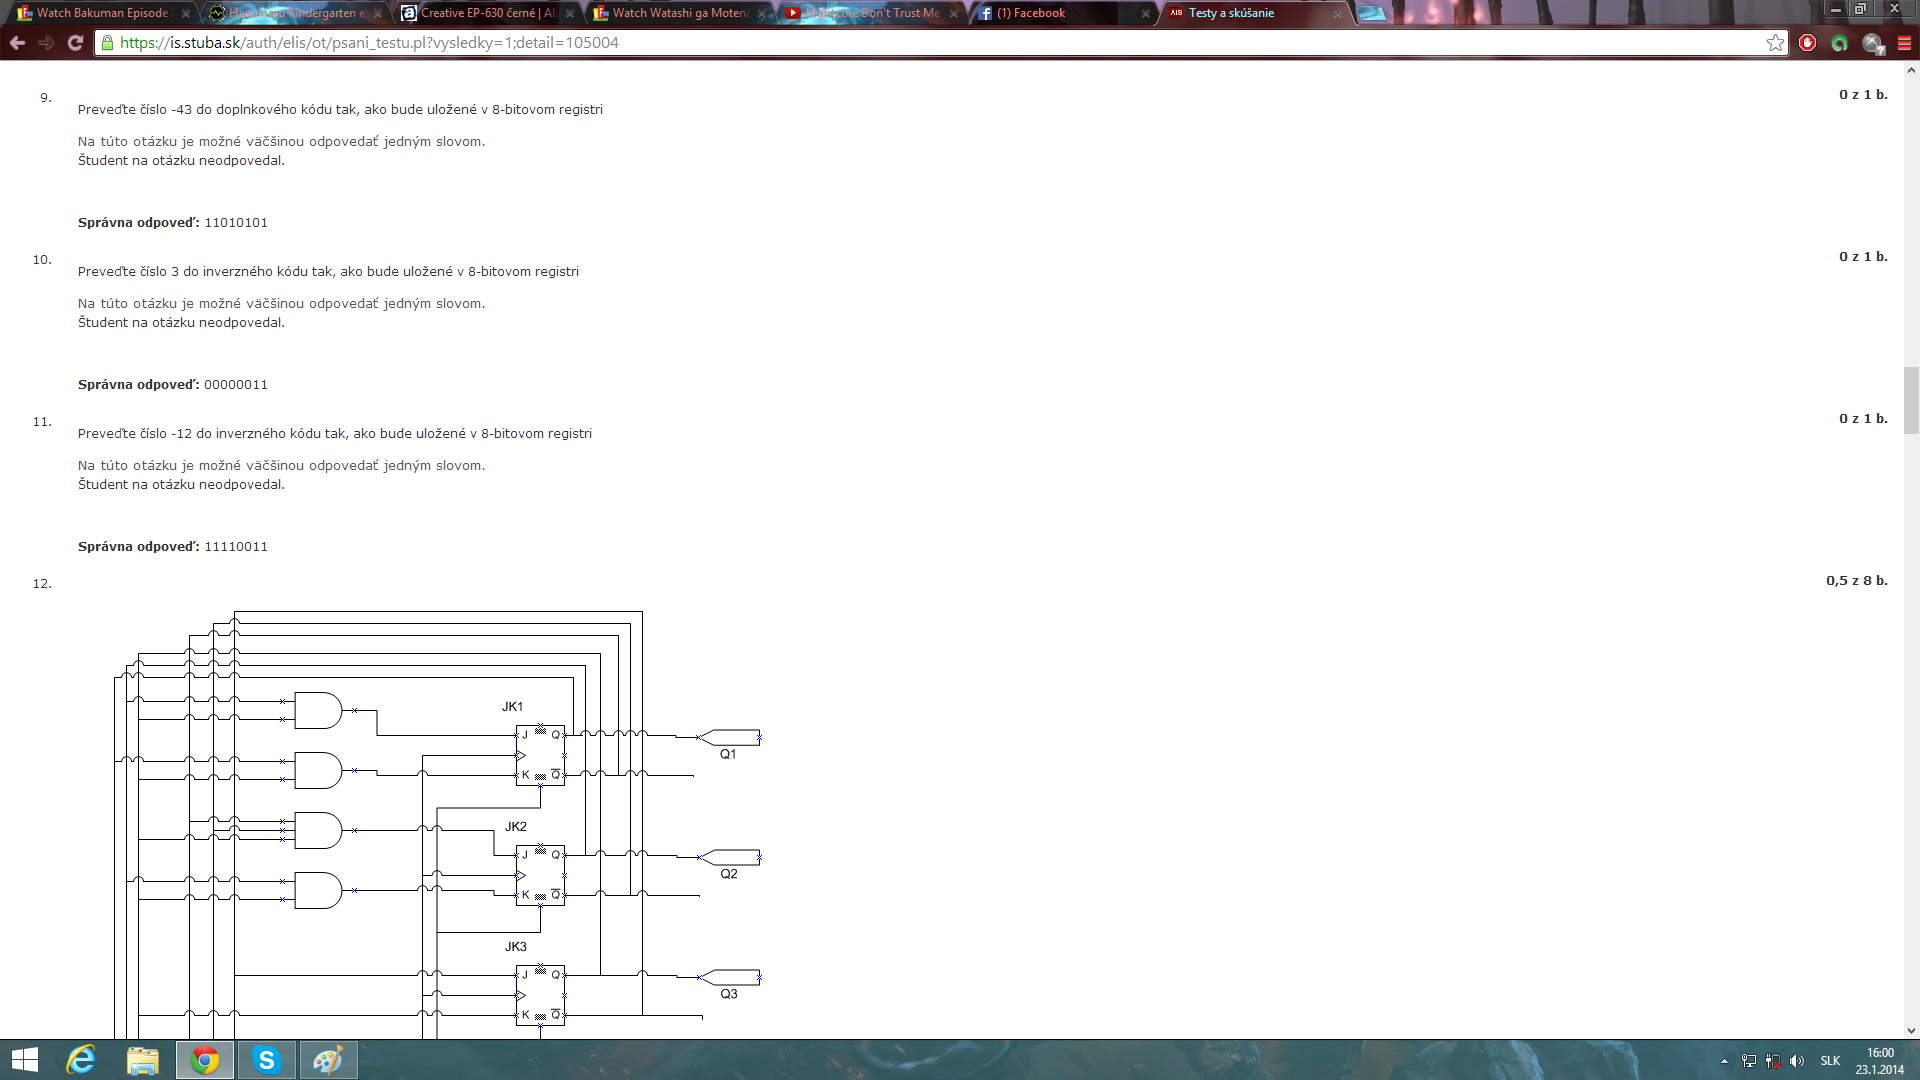 Watch Bakuman Episode
Hanamaru Kindergarten e
Creative EP-630 černé | Al
Watch Watashi ga Motena
Don't Trust Me
(1) Facebook
AIS Testy a skúšanie
https://is.stuba.sk/auth/elis/ot/psani_testu.pl?vysledky=1;detail=105004
9.
0 z 1 b.
Preveďte číslo -43 do doplnkového kódu tak, ako bude uložené v 8-bitovom registri
Na túto otázku je možné väčšinou odpovedať jedným slovom.
Študent na otázku neodpovedal.
Správna odpoveď: 11010101
10.
0 z 1 b.
Preveďte číslo 3 do inverzného kódu tak, ako bude uložené v 8-bitovom registri
Na túto otázku je možné väčšinou odpovedať jedným slovom.
Študent na otázku neodpovedal.
Správna odpoveď: 00000011
11.
0 z 1 b.
Preveďte číslo -12 do inverzného kódu tak, ako bude uložené v 8-bitovom registri
Na túto otázku je možné väčšinou odpovedať jedným slovom.
Študent na otázku neodpovedal.
Správna odpoveď: 11110011
12.
0,5 z 8 b.
JK1
J Q
K Q
Q1
JK2
J Q
K Q
Q2
JK3
J Q
K Q
Q3
SLK
16:00
23.1.2014